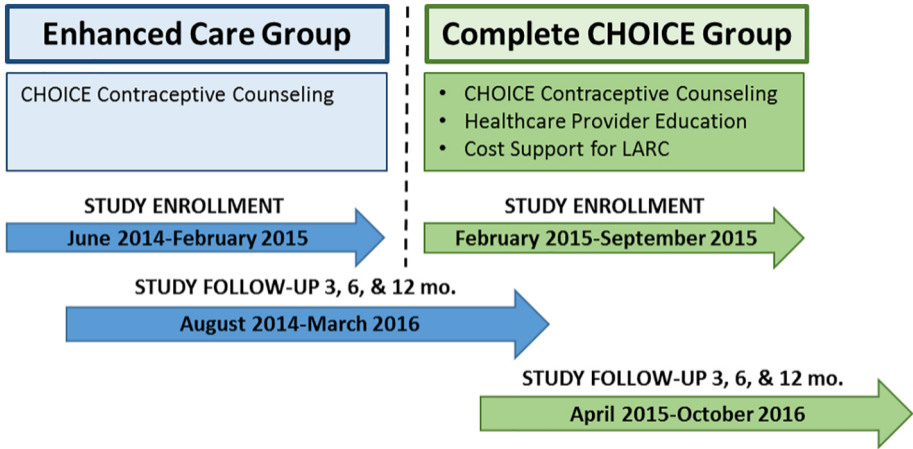 Enhanced Care Group
CHOICE Contraceptive Counseling
STUDY ENROLLMENT
June 2014-February 2015
Complete CHOICE Group
• CHOICE Contraceptive Counseling
• Healthcare Provider Education
• Cost Support for LARC
STUDY ENROLLMENT
February 2015-September 2015
STUDY FOLLOW-UP 3, 6, & 12 mo.
August 2014-March 2016
STUDY FOLLOW-UP 3, 6, & 12 mo.
April 2015-October 2016